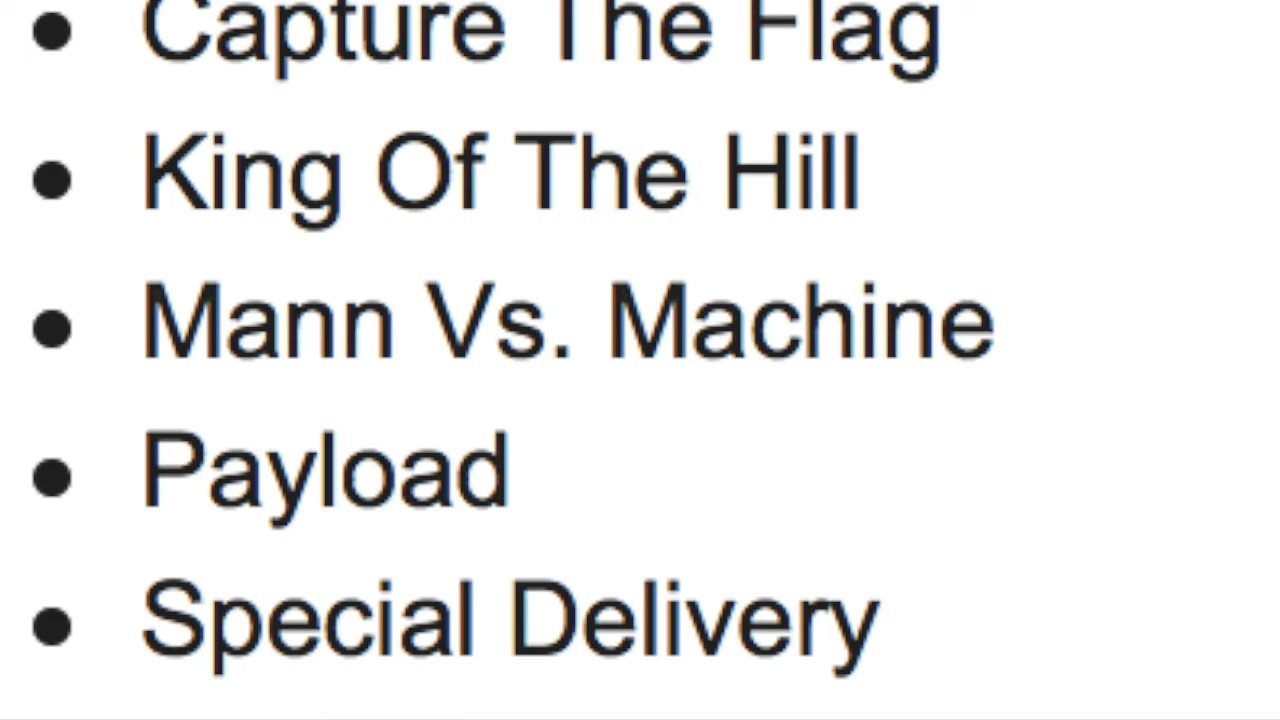 • Capture The Flag
• King Of The Hill
• Mann Vs. Machine
• Payload
• Special Delivery